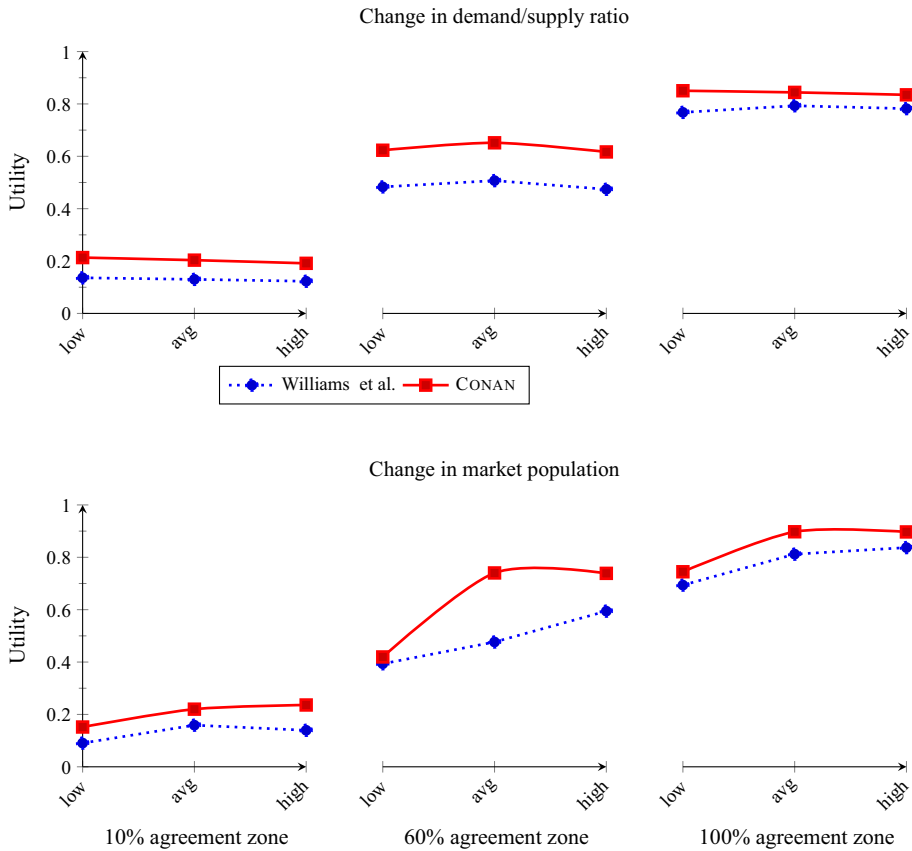 Change in demand/supply ratio
1
0.8
0.6
0.4
0.2
0
Utility
low avg high low avg high low avg high
Williams et al. CONAN
Change in market population
1
0.8
0.6
0.4
0.2
0
Utility
low avg high low avg high low avg high
10% agreement zone 60% agreement zone 100% agreement zone